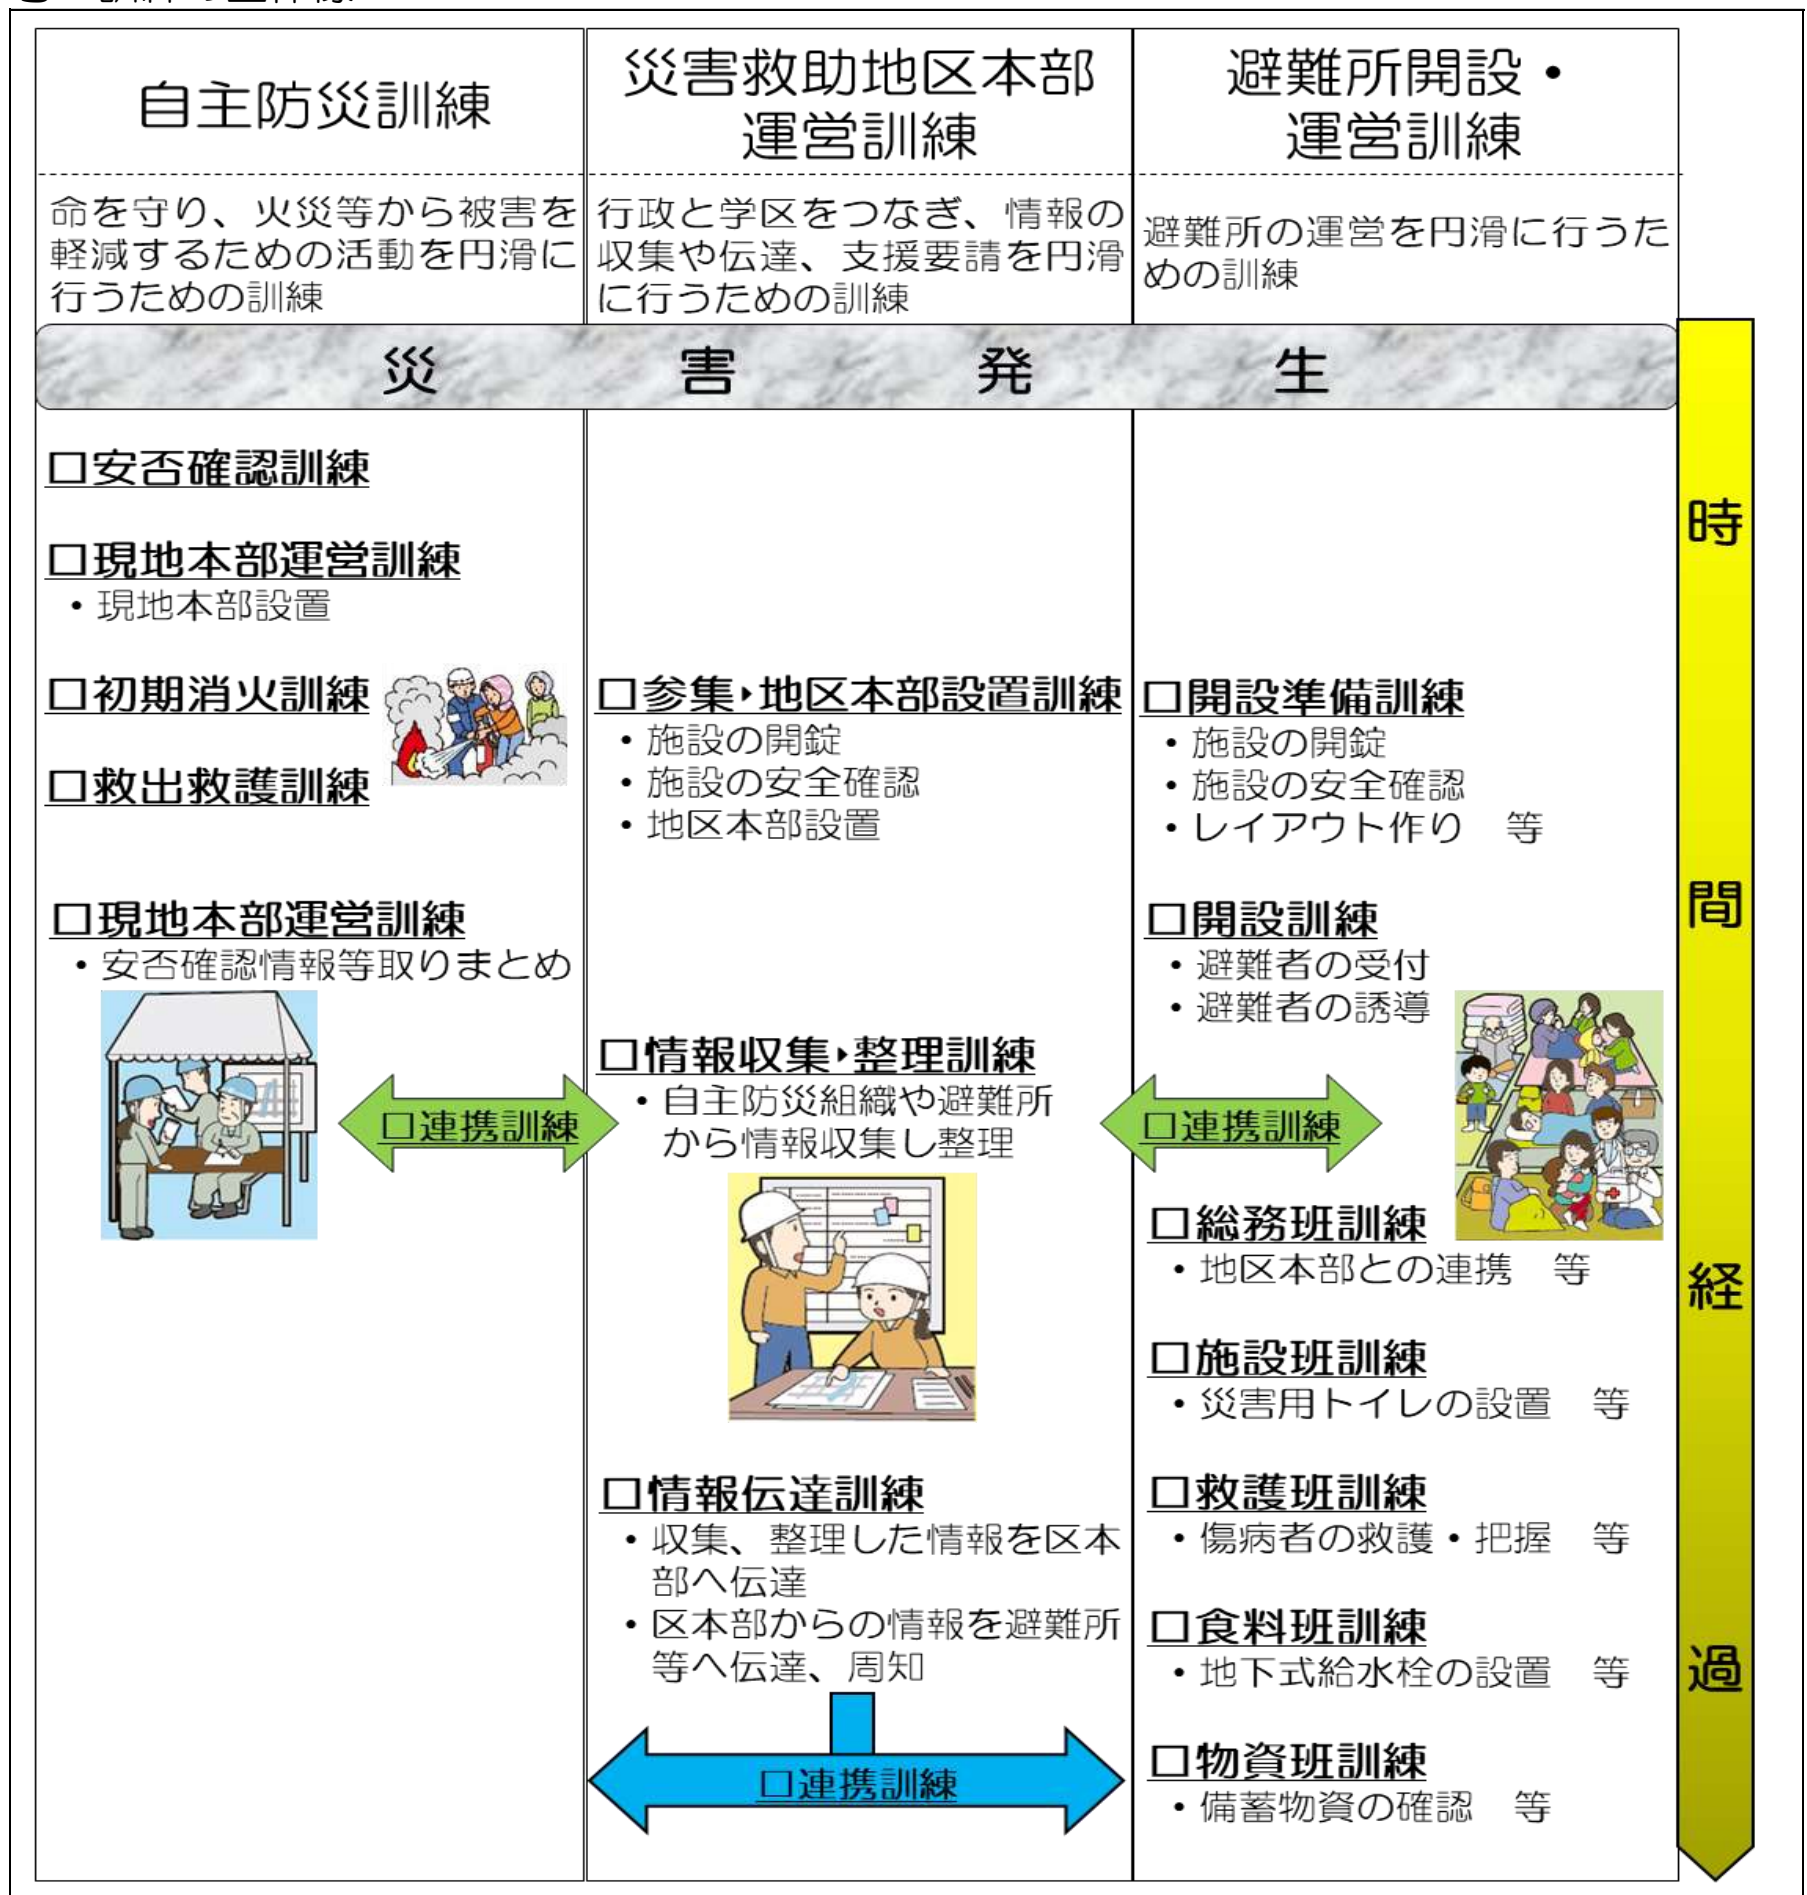 自主防災訓練
命を守り、火災等から被害を
軽減するための活動を円滑に
行うための訓練
災害救助地区本部
運営訓練
行政と学区をつなぎ、情報の
収集や伝達、支援要請を円滑
に行うための訓練
避難所開設・
運営訓練
避難所の運営を円滑に行うた
めの訓練
災害発生
□安否確認訓練
□現地本部運営訓練
・現地本部設置
□初期消火訓練
□救出救護訓練
□現地本部運営訓練
・安否確認情報等取りまとめ
□連携訓練
□参集・地区本部設置訓練
・施設の開錠
・施設の安全確認
・地区本部設置
□情報収集・整理訓練
・自主防災組織や避難所
から情報収集し整理
□情報伝達訓練
・収集、整理した情報を区本
部へ伝達
・区本部からの情報を避難所
等へ伝達、周知
□連携訓練
□連携訓練
□開設準備訓練
・施設の開錠
・施設の安全確認
・レイアウト作り　等
□開設訓練
・避難者の受付
・避難者の誘導
□総務班訓練
・地区本部との連携　等
□施設班訓練
・災害用トイレの設置　等
□救護班訓練
・傷病者の救護・把握　等
□食料班訓練
・地下式給水栓の設置　等
□物資班訓練
・備蓄物資の確認　等
時間経過